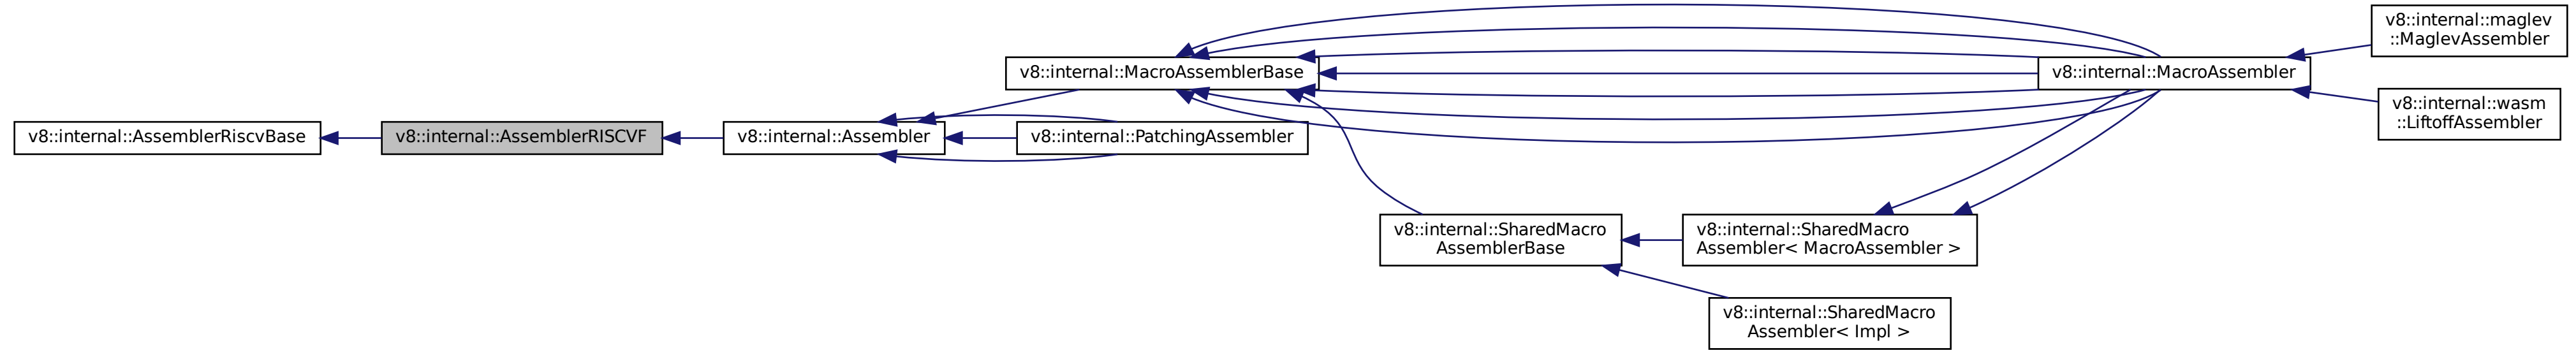 v8::internal::AssemblerRiscvBase
v8::internal::AssemblerRISCVF
v8::internal::Assembler
v8::internal::MacroAssemblerBase
v8::internal::PatchingAssembler
v8::internal::SharedMacro
AssemblerBase
v8::internal::SharedMacro
Assembler< MacroAssembler >
v8::internal::SharedMacro
Assembler< Impl >
v8::internal::MacroAssembler
v8::internal::maglev
::MaglevAssembler
v8::internal::wasm
::LiftoffAssembler